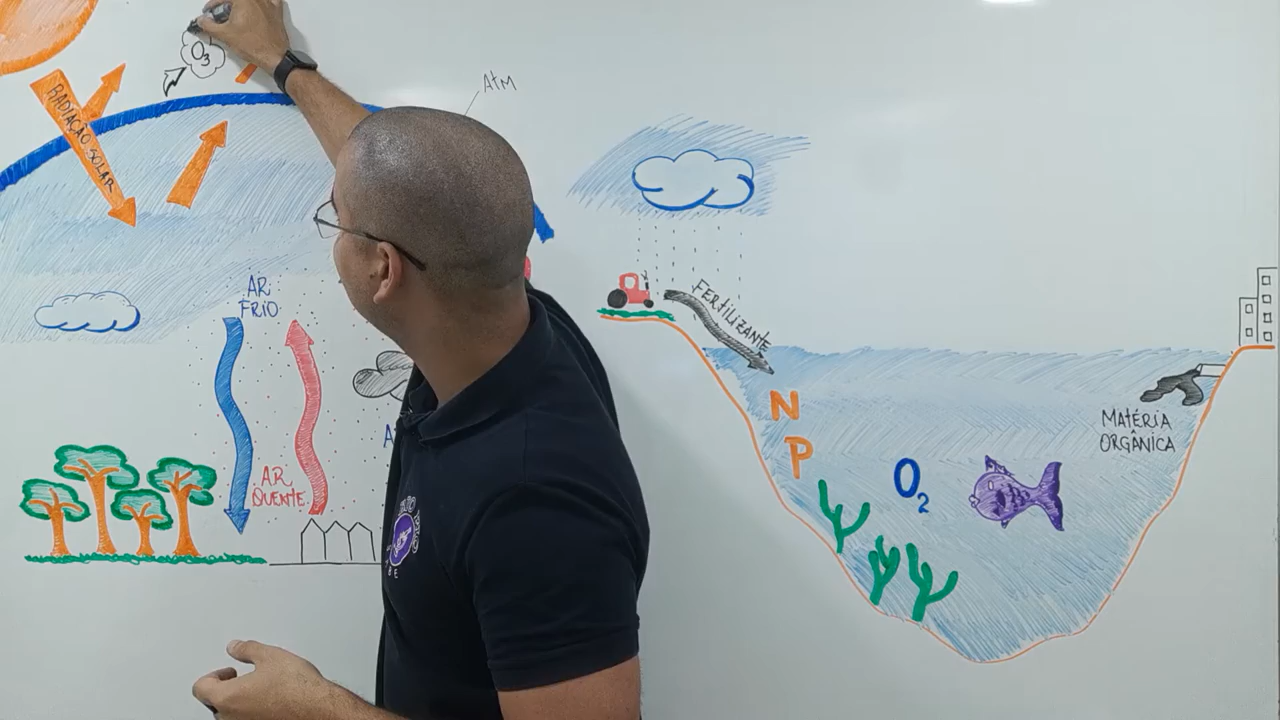 O₃
ATM
RADIAÇÃO SOLAR
AR
FRIO
AR
QUENTE
FERTILIZANTE
N
P
O₂
MATÉRIA
ORGÂNICA